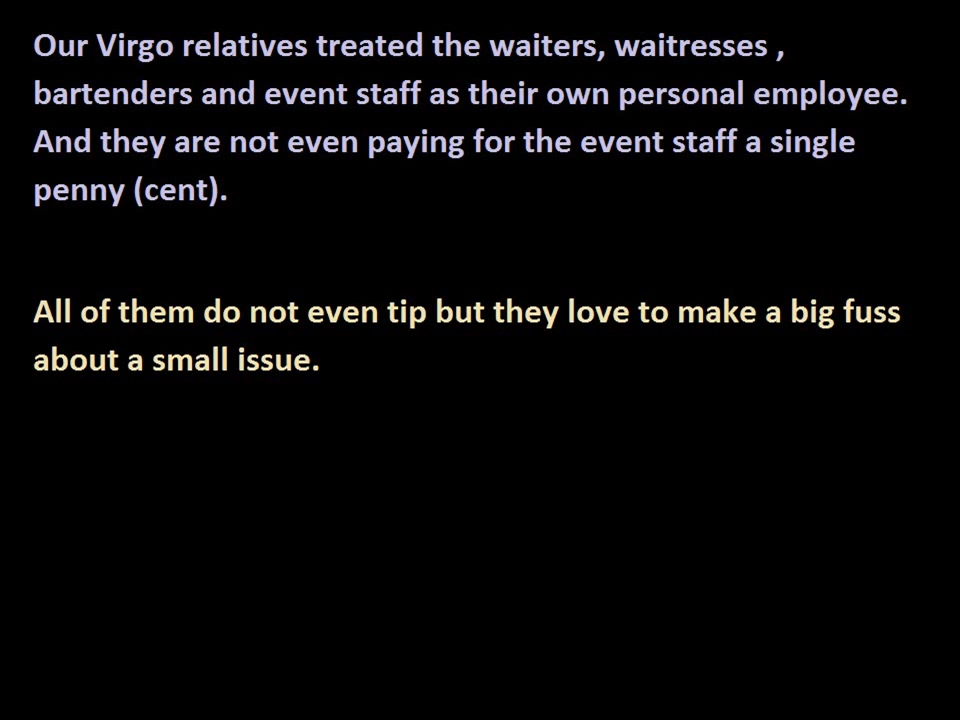 Our Virgo relatives treated the waiters, waitresses ,
bartenders and event staff as their own personal employee.
And they are not even paying for the event staff a single
penny (cent).
All of them do not even tip but they love to make a big fuss
about a small issue.